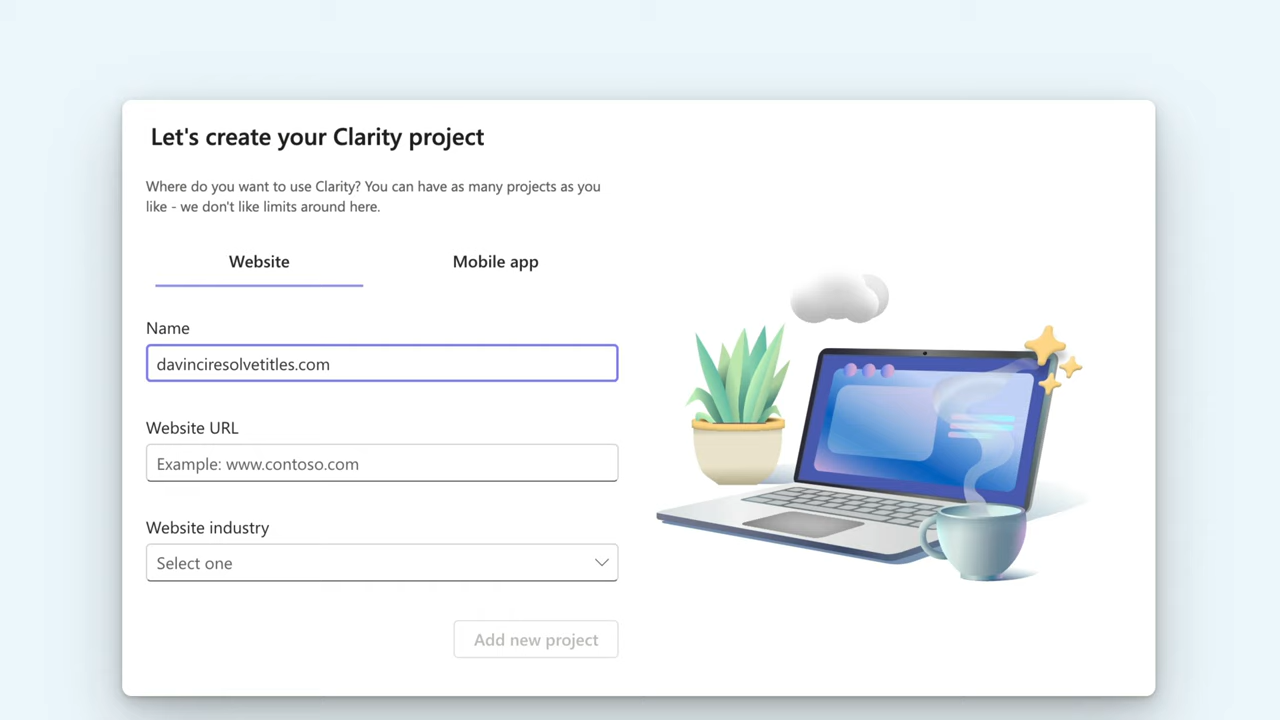 Let's create your Clarity project
Where do you want to use Clarity? You can have as many projects as you
like - we don't like limits around here.
Website
Mobile app
Name
davinciresolvetitles.com
Website URL
Example: www.contoso.com
Website industry
Select one
Add new project